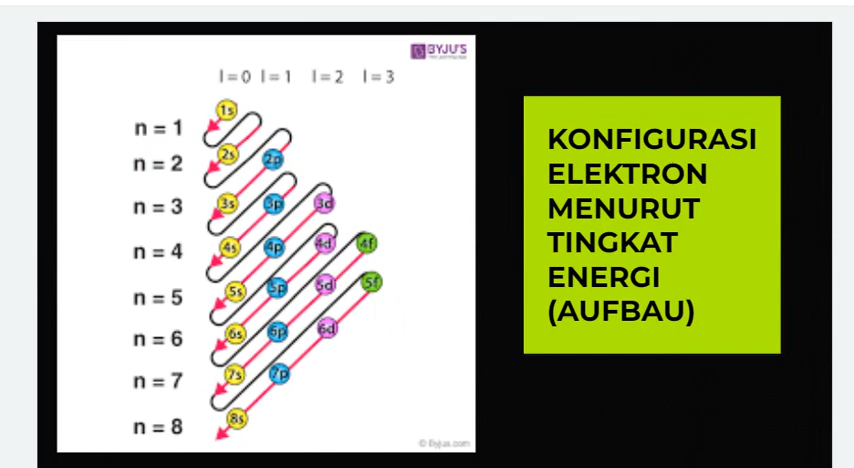 BYJU'S
l = 0 l = 1 l = 2 l = 3
1s
n = 1
2s 2p
n = 2
3s 3p 3d
n = 3
4s 4p 4d 4f
n = 4
5s 5p 5d 5f
n = 5
6s 6p 6d
n = 6
7s 7p
n = 7
8s
n = 8
© Byjus.com
KONFIGURASI
ELEKTRON
MENURUT
TINGKAT
ENERGI
(AUFBAU)